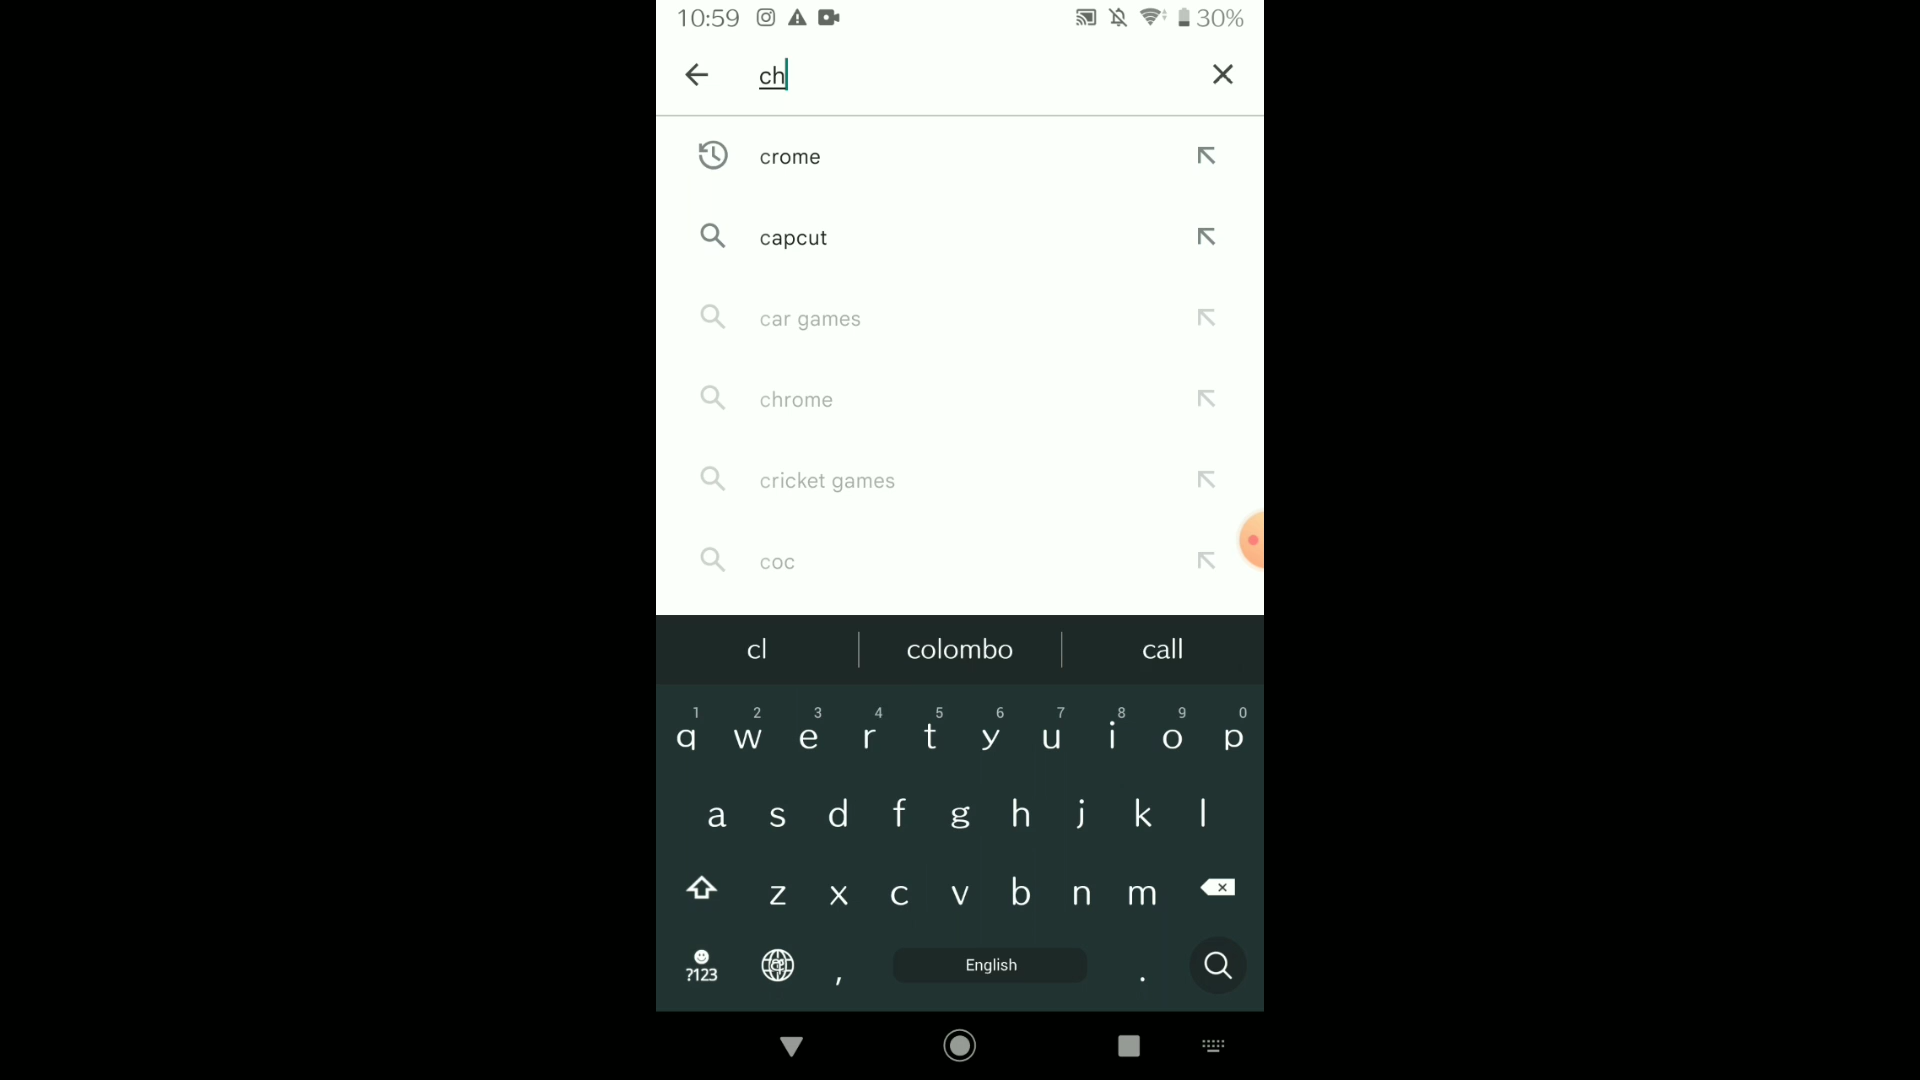 10:59 30%
ch
crome
capcut
car games
chrome
cricket games
coc
cl colombo call
1 2 3 4 5 6 7 8 9 0
q w e r t y u i o p
a s d f g h j k l
z x c v b n m
?123 , English .